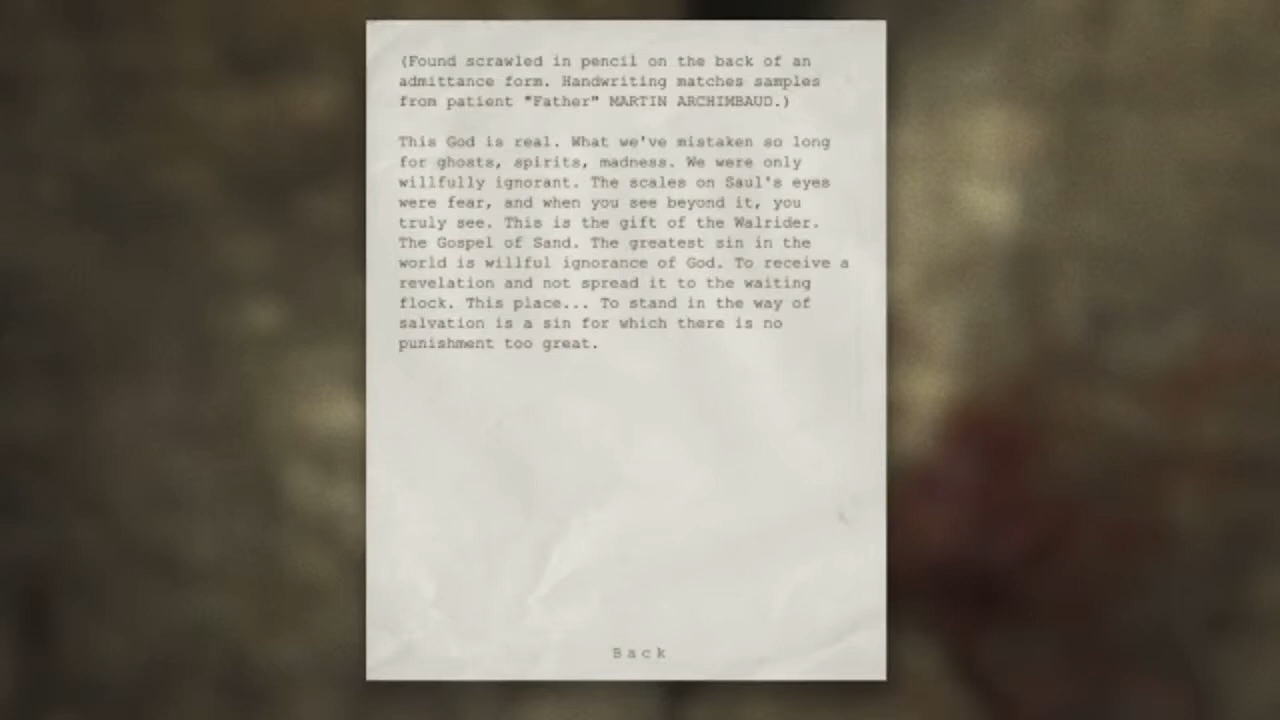 (Found scrawled in pencil on the back of an
admittance form. Handwriting matches samples
from patient "Father" MARTIN ARCHIMBAUD.)
This God is real. What we've mistaken so long
for ghosts, spirits, madness. We were only
willfully ignorant. The scales on Saul's eyes
were fear, and when you see beyond it, you
truly see. This is the gift of the Walrider.
The Gospel of Sand. The greatest sin in the
world is willful ignorance of God. To receive a
revelation and not spread it to the waiting
flock. This place... To stand in the way of
salvation is a sin for which there is no
punishment too great.
Back